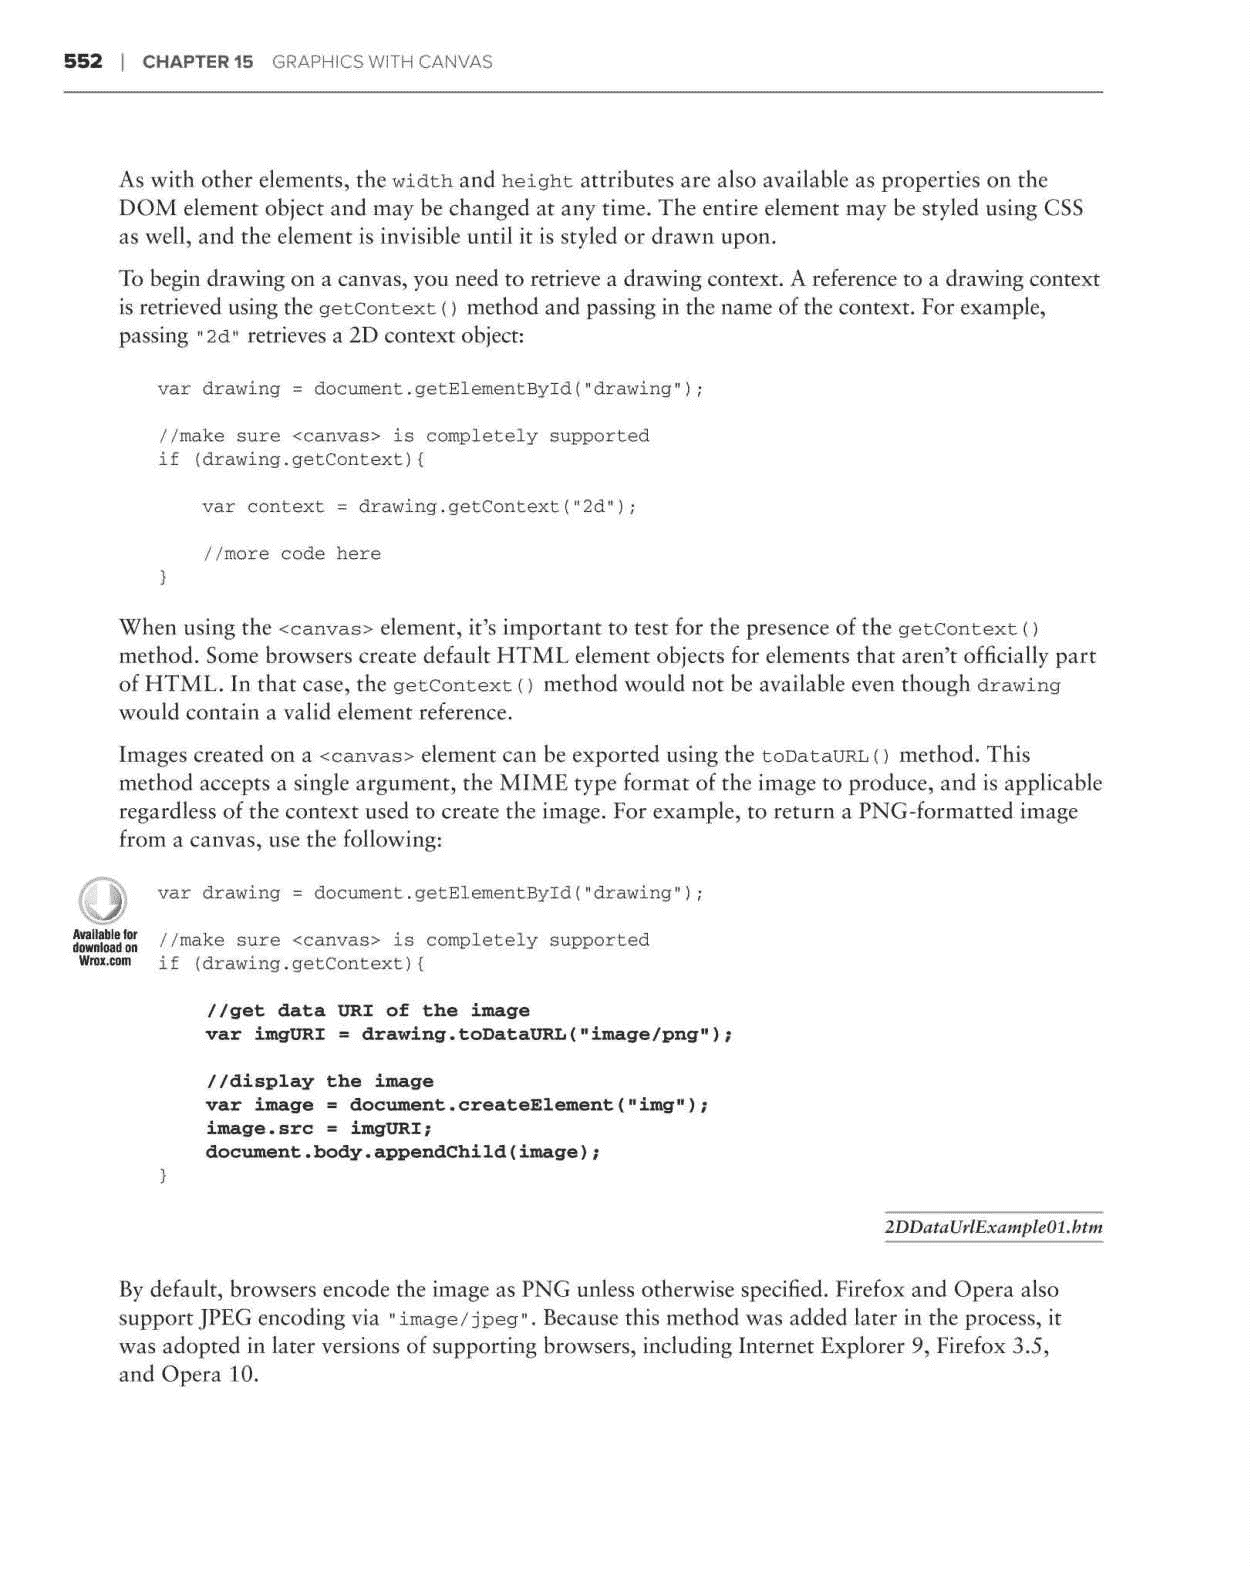 552 | CHAPTER 15 GRAPHICS WITH CANVAS
As with other elements, the width and height attributes are also available as properties on the
DOM element object and may be changed at any time. The entire element may be styled using CSS
as well, and the element is invisible until it is styled or drawn upon.
To begin drawing on a canvas, you need to retrieve a drawing context. A reference to a drawing context
is retrieved using the getContext() method and passing in the name of the context. For example,
passing "2d" retrieves a 2D context object:
var drawing = document.getElementById("drawing");
//make sure <canvas> is completely supported
if (drawing.getContext){
var context = drawing.getContext("2d");
//more code here
}
When using the <canvas> element, it's important to test for the presence of the getContext()
method. Some browsers create default HTML element objects for elements that aren't officially part
of HTML. In that case, the getContext() method would not be available even though drawing
would contain a valid element reference.
Images created on a <canvas> element can be exported using the toDataURL() method. This
method accepts a single argument, the MIME type format of the image to produce, and is applicable
regardless of the context used to create the image. For example, to return a PNG-formatted image
from a canvas, use the following:
Available for
download on
Wrox.com
var drawing = document.getElementById("drawing");
//make sure <canvas> is completely supported
if (drawing.getContext){
//get data URI of the image
var imgURI = drawing.toDataURL("image/png");
//display the image
var image = document.createElement("img");
image.src = imgURI;
document.body.appendChild(image);
}
2DDataUrlExample01.htm
By default, browsers encode the image as PNG unless otherwise specified. Firefox and Opera also
support JPEG encoding via "image/jpeg". Because this method was added later in the process, it
was adopted in later versions of supporting browsers, including Internet Explorer 9, Firefox 3.5,
and Opera 10.